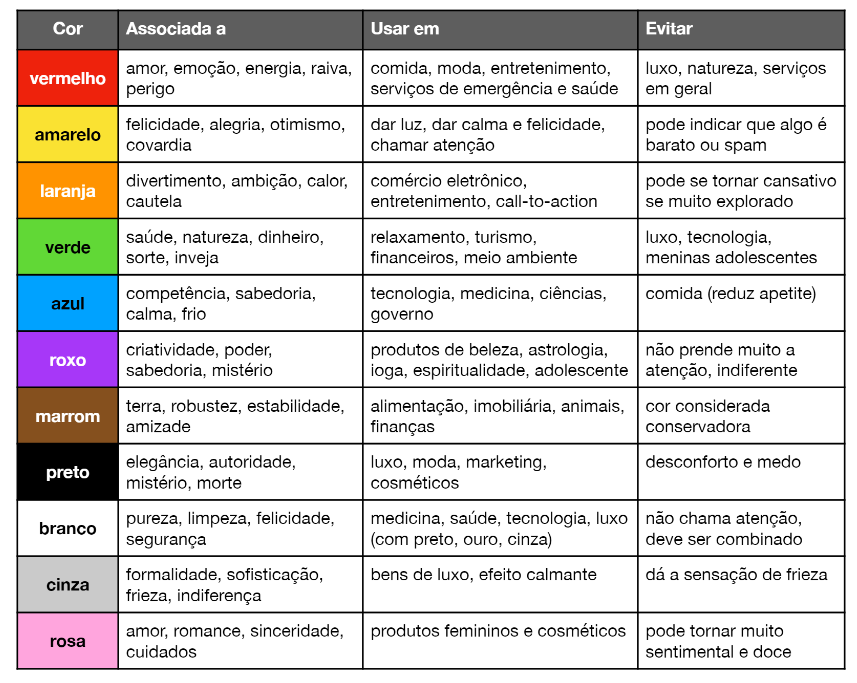 Cor Associada a Usar em Evitar
vermelho
amor, emoção, energia, raiva,
perigo
comida, moda, entretenimento,
serviços de emergência e saúde
luxo, natureza, serviços
em geral
amarelo
felicidade, alegria, otimismo,
covardia
dar luz, dar calma e felicidade,
chamar atenção
pode indicar que algo é
barato ou spam
laranja
divertimento, ambição, calor,
cautela
comércio eletrônico,
entretenimento, call-to-action
pode se tornar cansativo
se muito explorado
verde
saúde, natureza, dinheiro,
sorte, inveja
relaxamento, turismo,
financeiros, meio ambiente
luxo, tecnologia,
meninas adolescentes
azul
competência, sabedoria,
calma, frio
tecnologia, medicina, ciências,
governo
comida (reduz apetite)
roxo
criatividade, poder,
sabedoria, mistério
produtos de beleza, astrologia,
ioga, espiritualidade, adolescente
não prende muito a
atenção, indiferente
marrom
terra, robustez, estabilidade,
amizade
alimentação, imobiliária, animais,
finanças
cor considerada
conservadora
preto
elegância, autoridade,
mistério, morte
luxo, moda, marketing,
cosméticos
desconforto e medo
branco
pureza, limpeza, felicidade,
segurança
medicina, saúde, tecnologia, luxo
(com preto, ouro, cinza)
não chama atenção,
deve ser combinado
cinza
formalidade, sofisticação,
frieza, indiferença
bens de luxo, efeito calmante
dá a sensação de frieza
rosa
amor, romance, sinceridade,
cuidados
produtos femininos e cosméticos
pode tornar muito
sentimental e doce